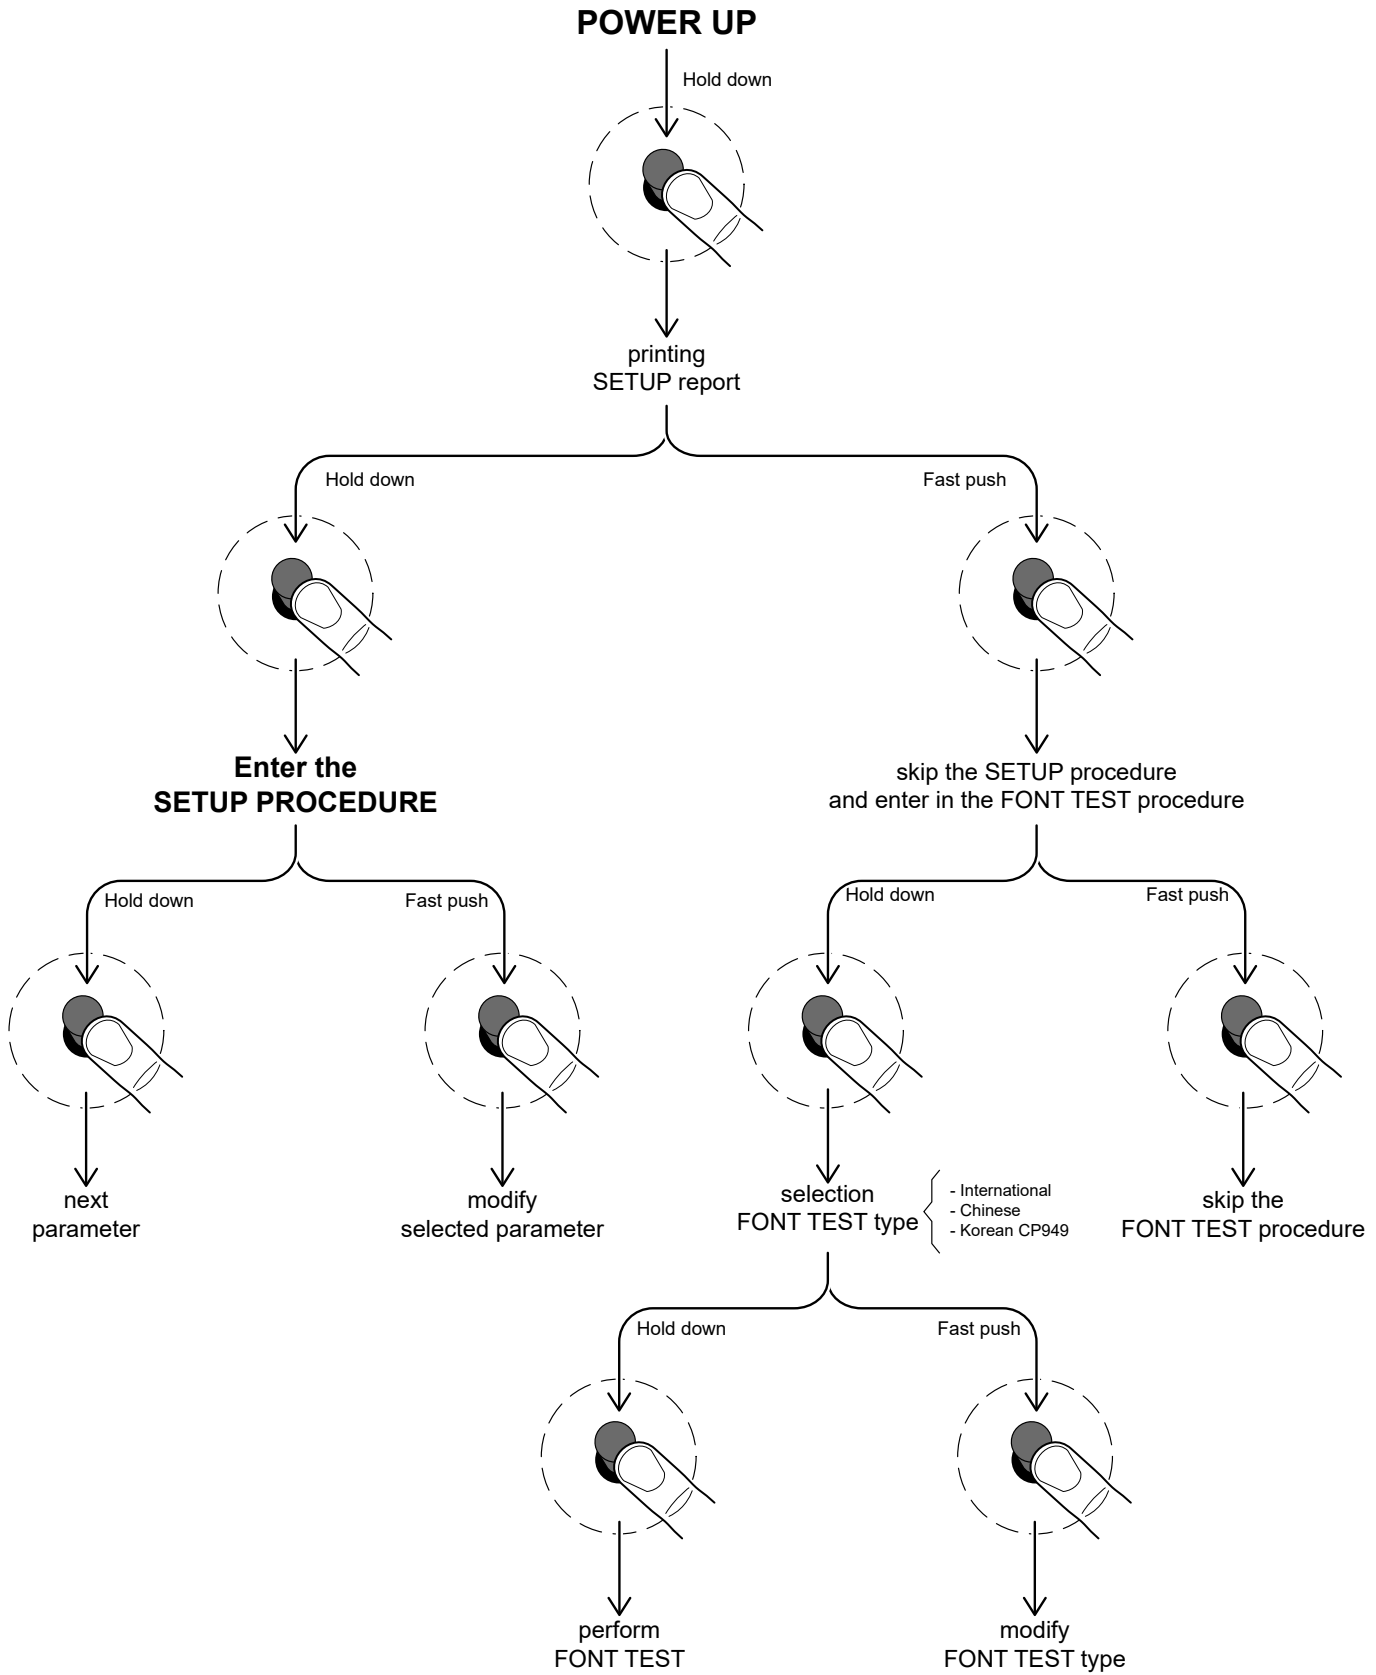 POWER UP
Hold down
printing
SETUP report
Hold down
Fast push
Enter the
SETUP PROCEDURE
skip the SETUP procedure
and enter in the FONT TEST procedure
Hold down
Fast push
Hold down
Fast push
next
parameter
modify
selected parameter
selection
FONT TEST type
- International
- Chinese
- Korean CP949
skip the
FONT TEST procedure
Hold down
Fast push
perform
FONT TEST
modify
FONT TEST type